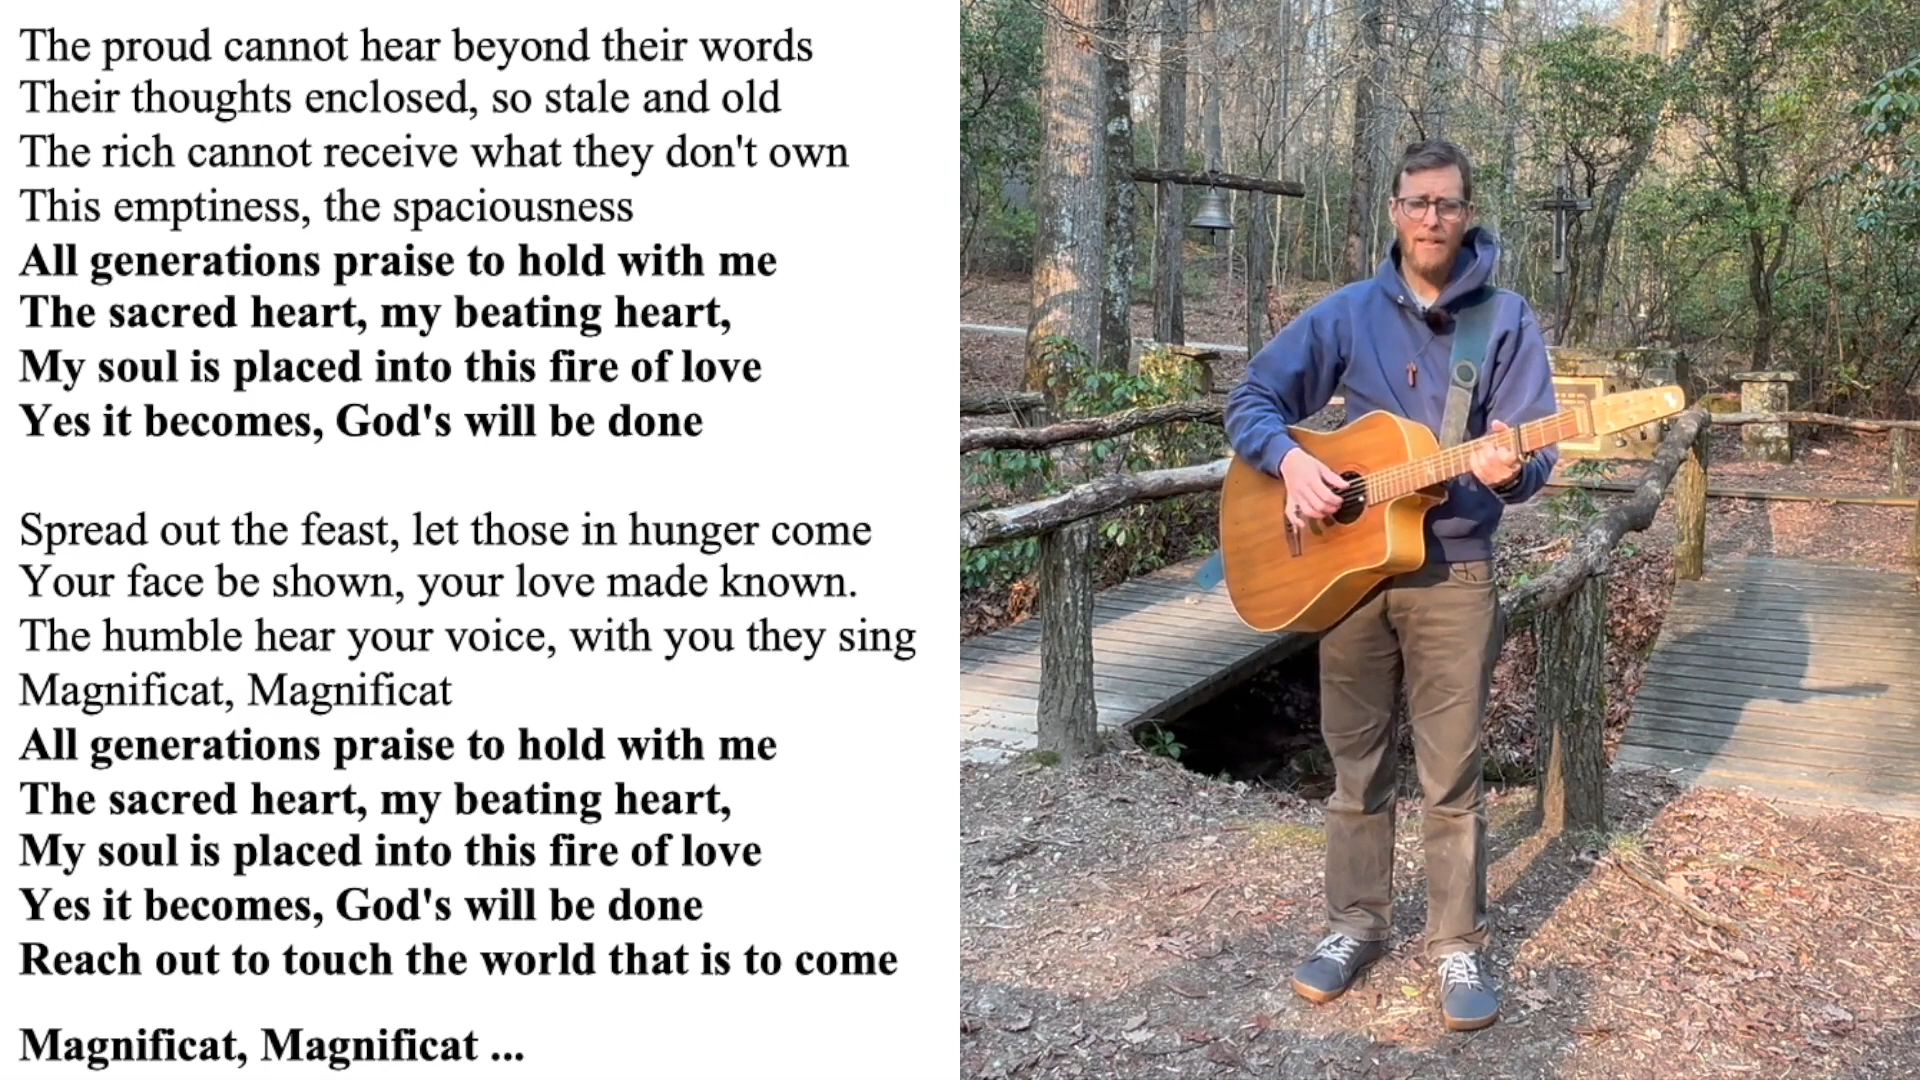 The proud cannot hear beyond their words
Their thoughts enclosed, so stale and old
The rich cannot receive what they don't own
This emptiness, the spaciousness
All generations praise to hold with me
The sacred heart, my beating heart,
My soul is placed into this fire of love
Yes it becomes, God's will be done
Spread out the feast, let those in hunger come
Your face be shown, your love made known.
The humble hear your voice, with you they sing
Magnificat, Magnificat
All generations praise to hold with me
The sacred heart, my beating heart,
My soul is placed into this fire of love
Yes it becomes, God's will be done
Reach out to touch the world that is to come
Magnificat, Magnificat ...